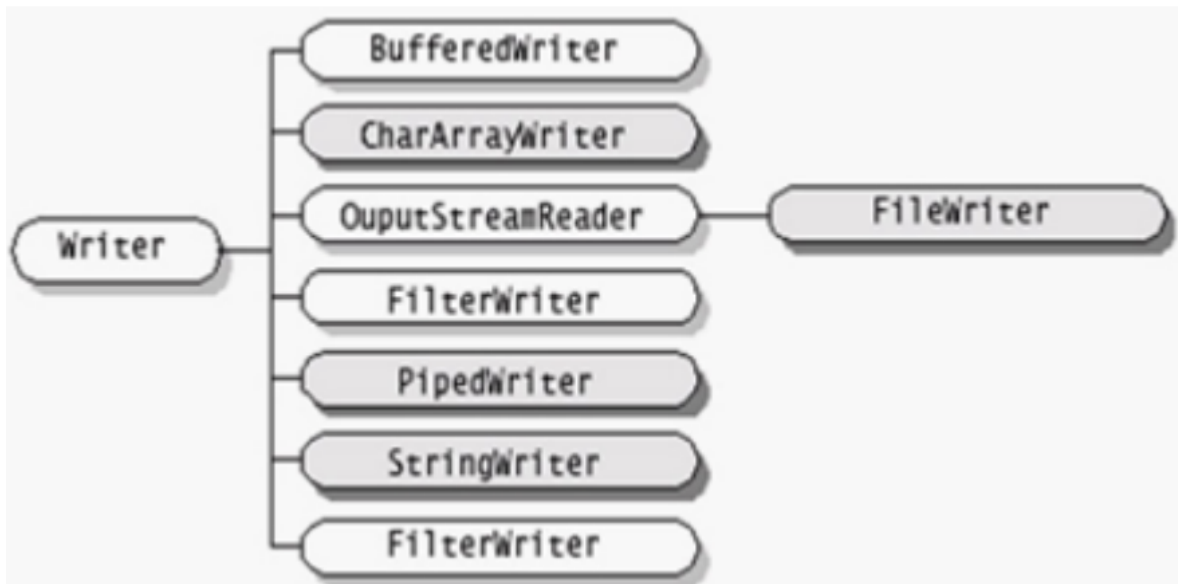 BufferedWriter
CharArrayWriter
OuputStreamReader
FileWriter
Writer
FilterWriter
PipedWriter
StringWriter
FilterWriter